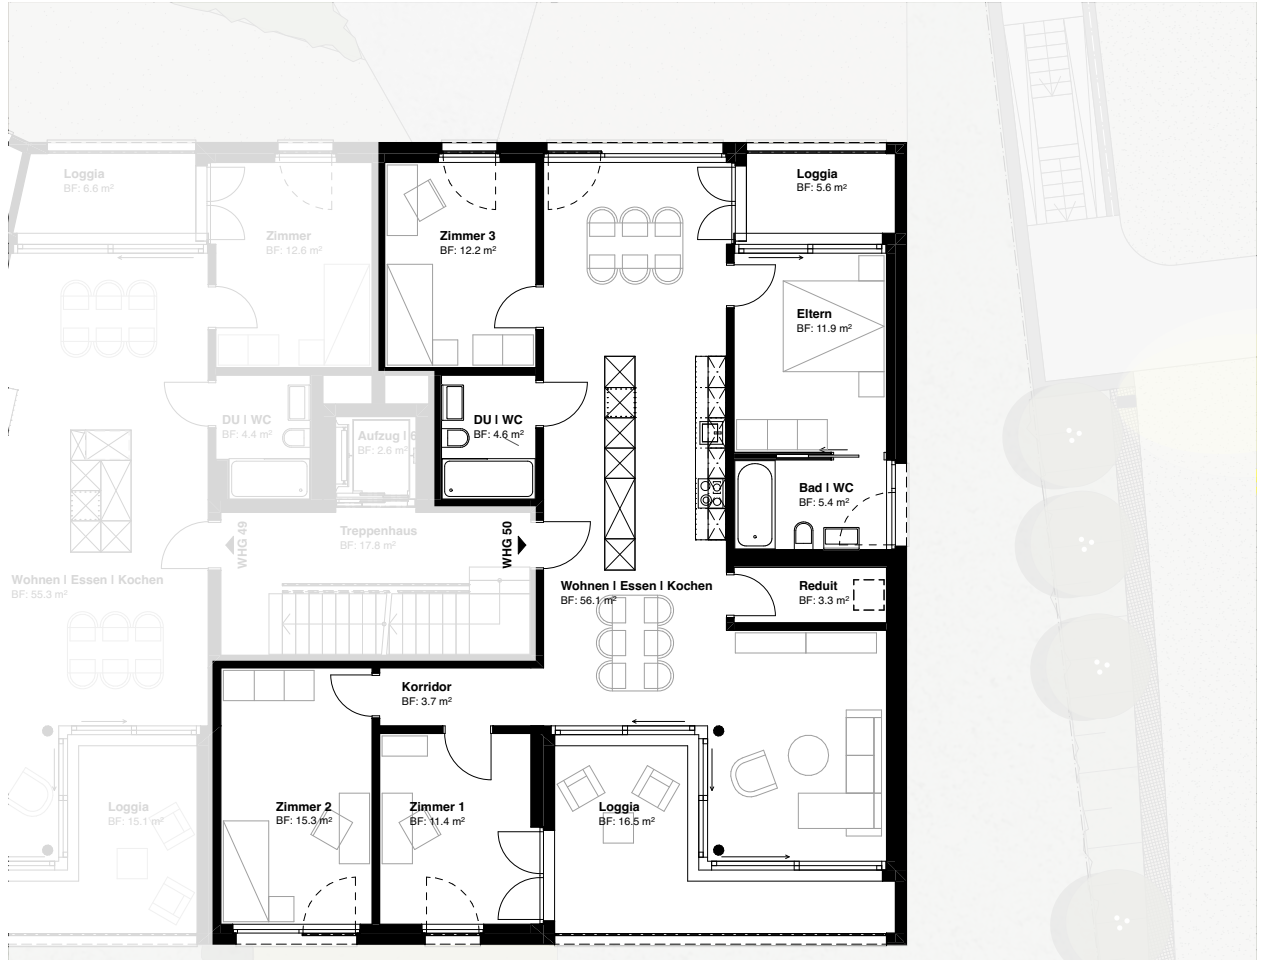 Loggia
BF: 6.6 m²
Zimmer
BF: 12.6 m²
Zimmer 3
BF: 12.2 m²
Loggia
BF: 5.6 m²
Eltern
BF: 11.9 m²
DU I WC
BF: 4.4 m²
Aufzug I 6
BF: 2.6 m²
DU I WC
BF: 4.6 m²
Bad I WC
BF: 5.4 m²
WHG 49
Treppenhaus
BF: 17.8 m²
WHG 50
Wohnen I Essen I Kochen
BF: 55.3 m²
Wohnen I Essen I Kochen
BF: 56.1 m²
Reduit
BF: 3.3 m²
Korridor
BF: 3.7 m²
Loggia
BF: 15.1 m²
Zimmer 2
BF: 15.3 m²
Zimmer 1
BF: 11.4 m²
Loggia
BF: 16.5 m²